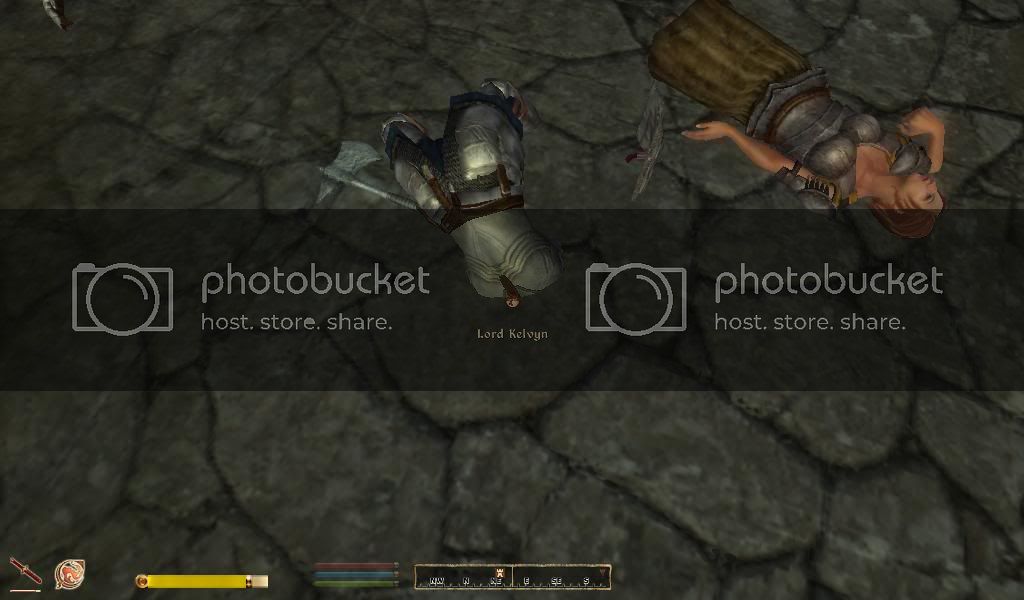 photobucket photobucket
host. store. share. host. store. share.
Lord Kelvyn
NW N NE E SE S